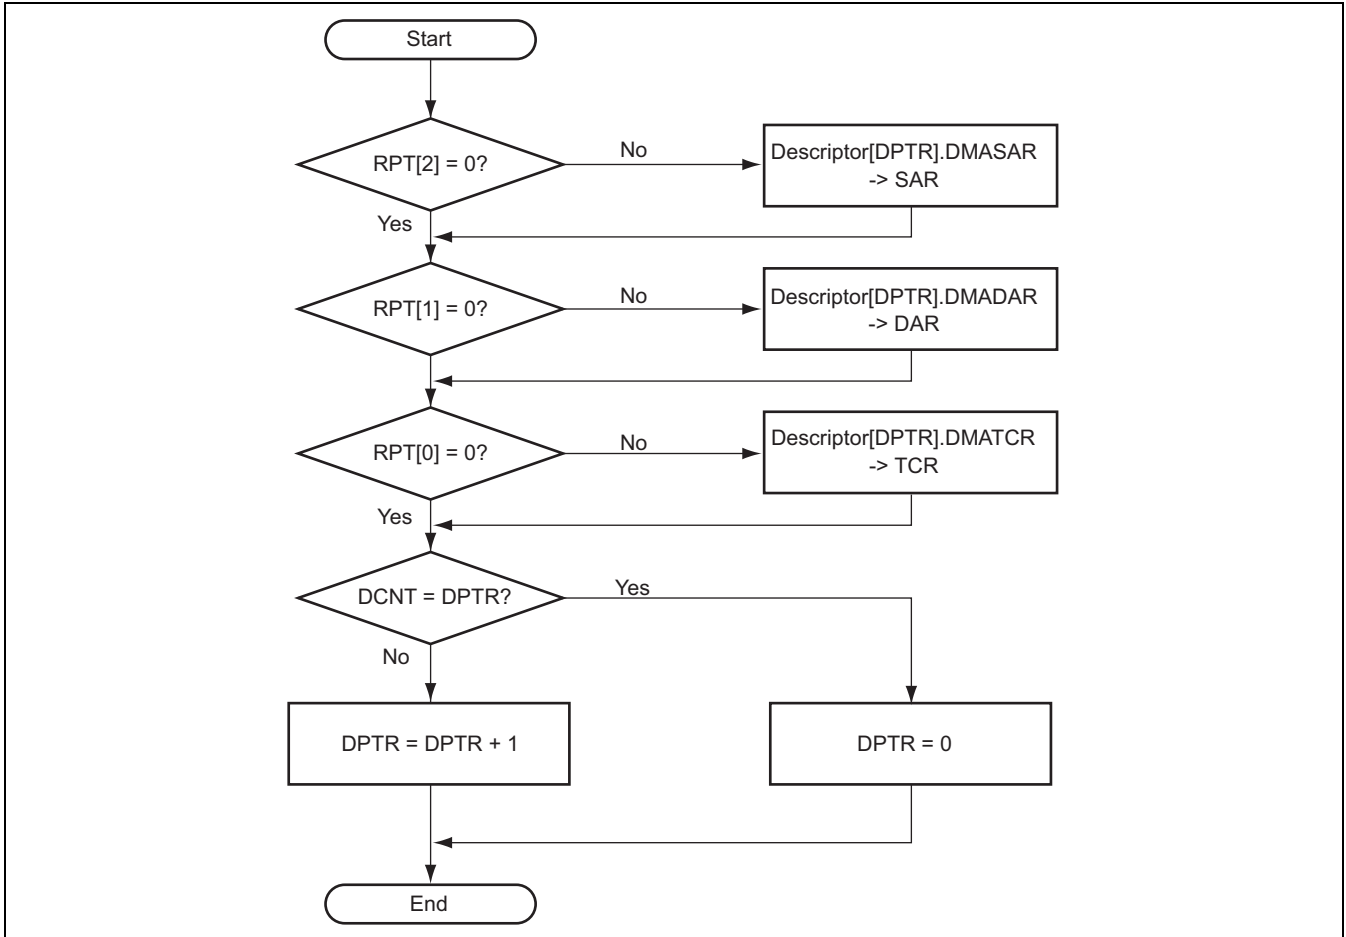 Start
RPT[2] = 0?
No
Descriptor[DPTR].DMASAR
-> SAR
Yes
RPT[1] = 0?
No
Descriptor[DPTR].DMADAR
-> DAR
RPT[0] = 0?
No
Descriptor[DPTR].DMATCR
-> TCR
Yes
DCNT = DPTR?
Yes
No
DPTR = DPTR + 1
DPTR = 0
End